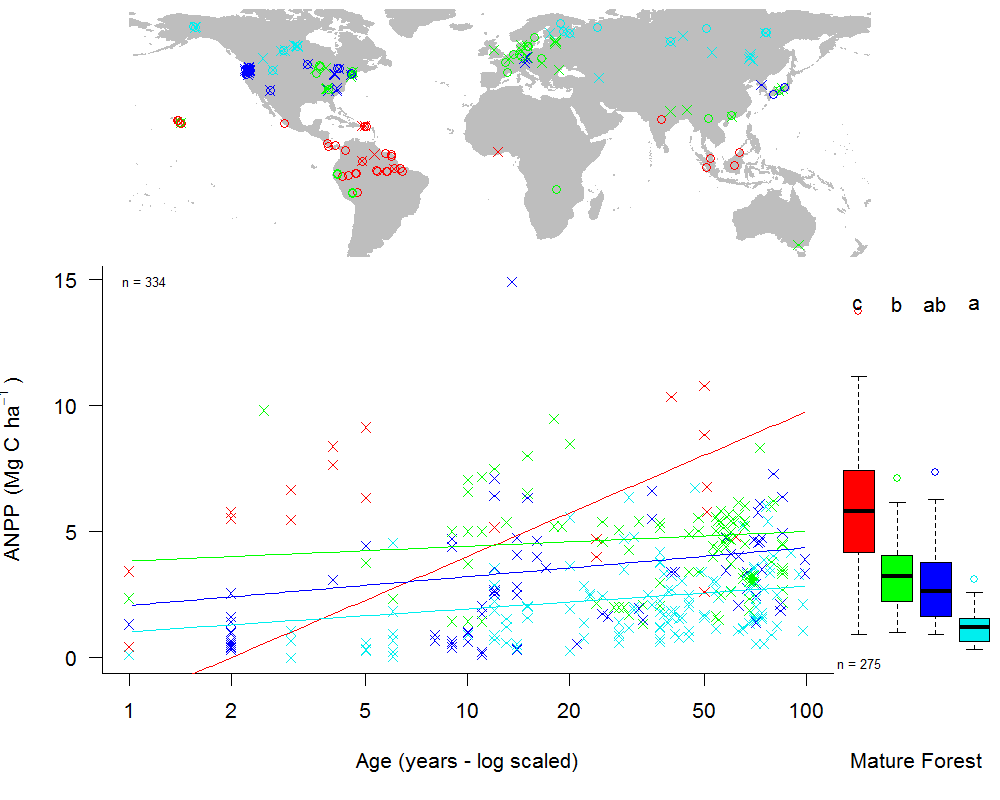 n = 334
15
10
5
0
ANPP (Mg C ha⁻¹ )
1 2 5 10 20 50 100
Age (years - log scaled)
c b ab a
n = 275
Mature Forest